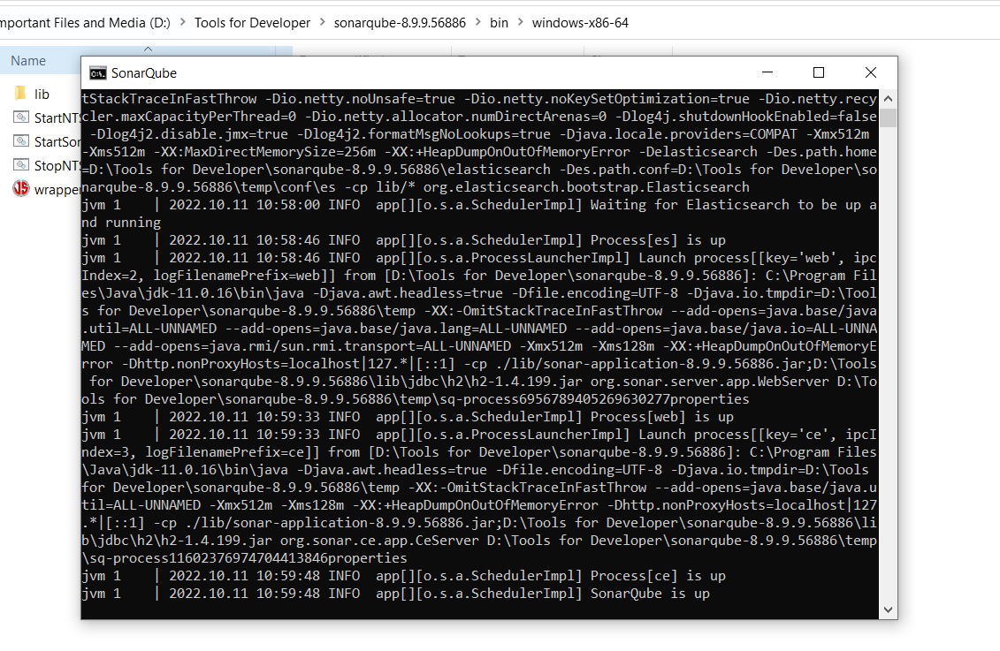 mportant Files and Media (D:) > Tools for Developer > sonarqube-8.9.9.56886 > bin > windows-x86-64
Name
lib
StartNTS
StartSon
StopNTS
wrapper
SonarQube
tStackTraceInFastThrow -Dio.netty.noUnsafe=true -Dio.netty.noKeySetOptimization=true -Dio.netty.recy
cler.maxCapacityPerThread=0 -Dio.netty.allocator.numDirectArenas=0 -Dlog4j.shutdownHookEnabled=false
 -Dlog4j2.disable.jmx=true -Dlog4j2.formatMsgNoLookups=true -Djava.locale.providers=COMPAT -Xmx512m
-Xms512m -XX:MaxDirectMemorySize=256m -XX:+HeapDumpOnOutOfMemoryError -Delasticsearch -Des.path.home
=D:\Tools for Developer\sonarqube-8.9.9.56886\elasticsearch -Des.path.conf=D:\Tools for Developer\so
narqube-8.9.9.56886\temp\conf\es -cp lib/* org.elasticsearch.bootstrap.Elasticsearch
jvm 1    | 2022.10.11 10:58:00 INFO  app[][o.s.a.SchedulerImpl] Waiting for Elasticsearch to be up a
nd running
jvm 1    | 2022.10.11 10:58:46 INFO  app[][o.s.a.SchedulerImpl] Process[es] is up
jvm 1    | 2022.10.11 10:58:46 INFO  app[][o.s.a.ProcessLauncherImpl] Launch process[[key='web', ipc
Index=2, logFilenamePrefix=web]] from [D:\Tools for Developer\sonarqube-8.9.9.56886]: C:\Program Fil
es\Java\jdk-11.0.16\bin\java -Djava.awt.headless=true -Dfile.encoding=UTF-8 -Djava.io.tmpdir=D:\Tool
s for Developer\sonarqube-8.9.9.56886\temp -XX:-OmitStackTraceInFastThrow --add-opens=java.base/java
.util=ALL-UNNAMED --add-opens=java.base/java.lang=ALL-UNNAMED --add-opens=java.base/java.io=ALL-UNNA
MED --add-opens=java.rmi/sun.rmi.transport=ALL-UNNAMED -Xmx512m -Xms128m -XX:+HeapDumpOnOutOfMemoryE
rror -Dhttp.nonProxyHosts=localhost|127.*|[::1] -cp ./lib/sonar-application-8.9.9.56886.jar;D:\Tools
 for Developer\sonarqube-8.9.9.56886\lib\jdbc\h2\h2-1.4.199.jar org.sonar.server.app.WebServer D:\To
ols for Developer\sonarqube-8.9.9.56886\temp\sq-process6956789405269630277properties
jvm 1    | 2022.10.11 10:59:33 INFO  app[][o.s.a.SchedulerImpl] Process[web] is up
jvm 1    | 2022.10.11 10:59:33 INFO  app[][o.s.a.ProcessLauncherImpl] Launch process[[key='ce', ipcI
ndex=3, logFilenamePrefix=ce]] from [D:\Tools for Developer\sonarqube-8.9.9.56886]: C:\Program Files
\Java\jdk-11.0.16\bin\java -Djava.awt.headless=true -Dfile.encoding=UTF-8 -Djava.io.tmpdir=D:\Tools
for Developer\sonarqube-8.9.9.56886\temp -XX:-OmitStackTraceInFastThrow --add-opens=java.base/java.u
til=ALL-UNNAMED -Xmx512m -Xms128m -XX:+HeapDumpOnOutOfMemoryError -Dhttp.nonProxyHosts=localhost|127
.*|[::1] -cp ./lib/sonar-application-8.9.9.56886.jar;D:\Tools for Developer\sonarqube-8.9.9.56886\li
b\jdbc\h2\h2-1.4.199.jar org.sonar.ce.app.CeServer D:\Tools for Developer\sonarqube-8.9.9.56886\temp
\sq-process11602376974704413846properties
jvm 1    | 2022.10.11 10:59:48 INFO  app[][o.s.a.SchedulerImpl] Process[ce] is up
jvm 1    | 2022.10.11 10:59:48 INFO  app[][o.s.a.SchedulerImpl] SonarQube is up